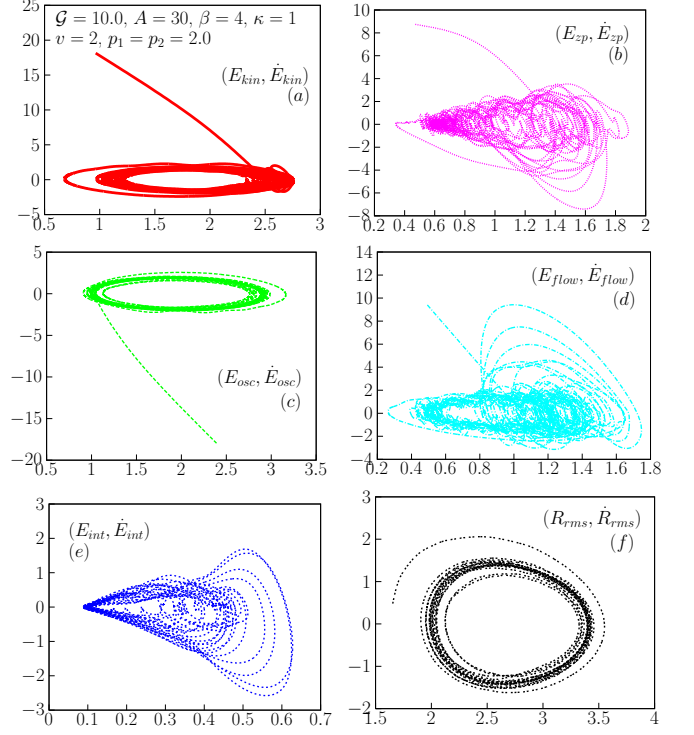 𝒢 = 10.0, A = 30, β = 4, κ = 1
v = 2, p₁ = p₂ = 2.0
(E_kin, Ė_kin)
(a)
25
20
15
10
5
0
−5
0.5 1 1.5 2 2.5 3
(E_zp, Ė_zp)
(b)
10
8
6
4
2
0
−2
−4
−6
−8
0.2 0.4 0.6 0.8 1 1.2 1.4 1.6 1.8 2
(E_osc, Ė_osc)
(c)
5
0
−5
−10
−15
−20
0.5 1 1.5 2 2.5 3 3.5
(E_flow, Ė_flow)
(d)
14
12
10
8
6
4
2
0
−2
−4
0.2 0.4 0.6 0.8 1 1.2 1.4 1.6 1.8
(E_int, Ė_int)
(e)
3
2
1
0
−1
−2
−3
0 0.1 0.2 0.3 0.4 0.5 0.6 0.7
(R_rms, Ṙ_rms)
(f)
3
2
1
0
−1
−2
1.5 2 2.5 3 3.5 4